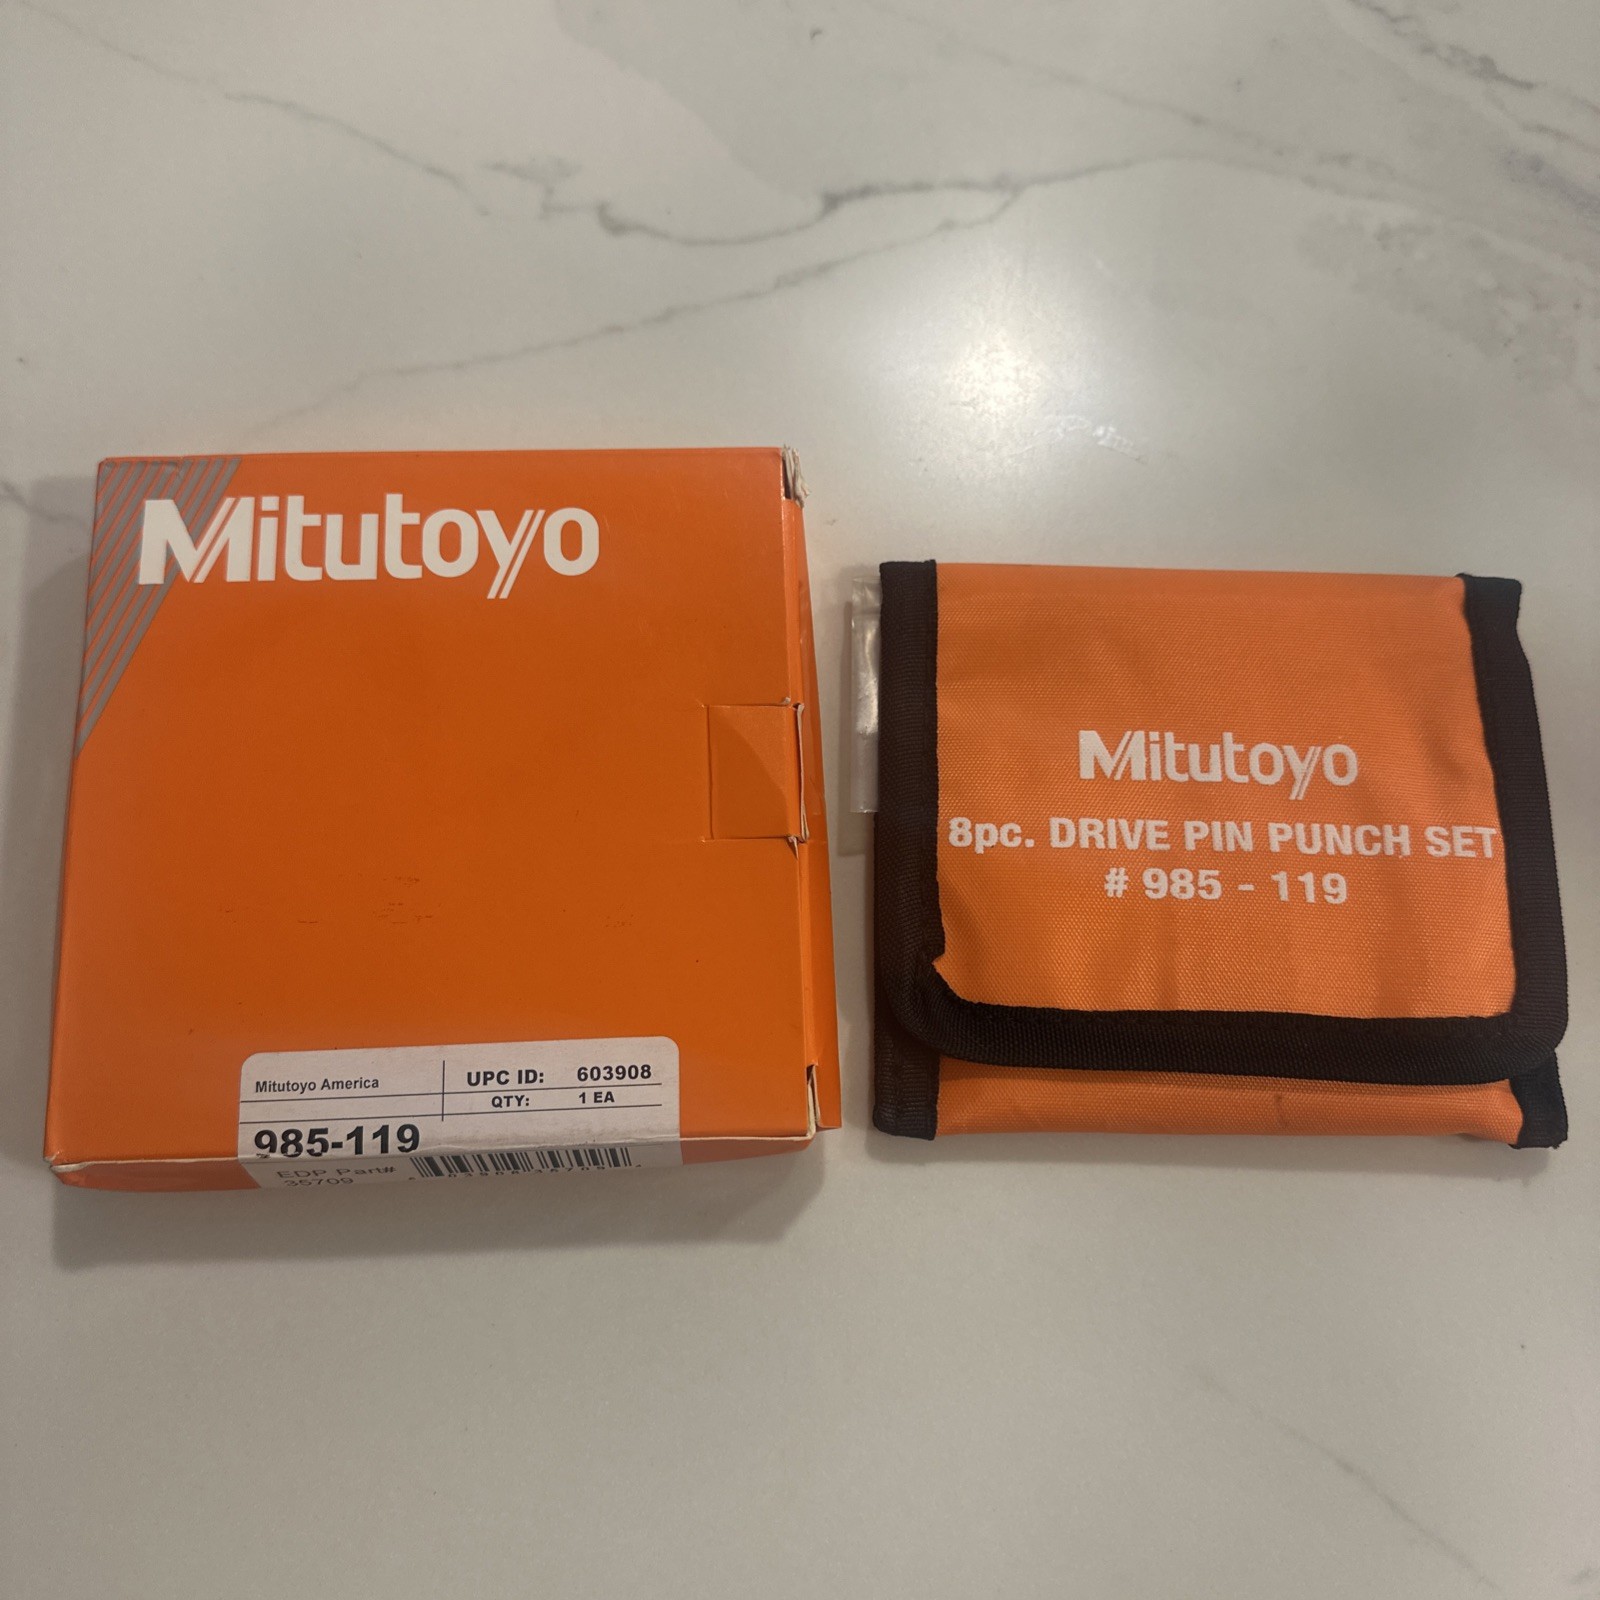 Mitutoyo
Mitutoyo America
UPC ID: 603908
QTY: 1 EA
985-119
EDP Part#
35709
Mitutoyo
8pc. DRIVE PIN PUNCH SET
# 985 - 119